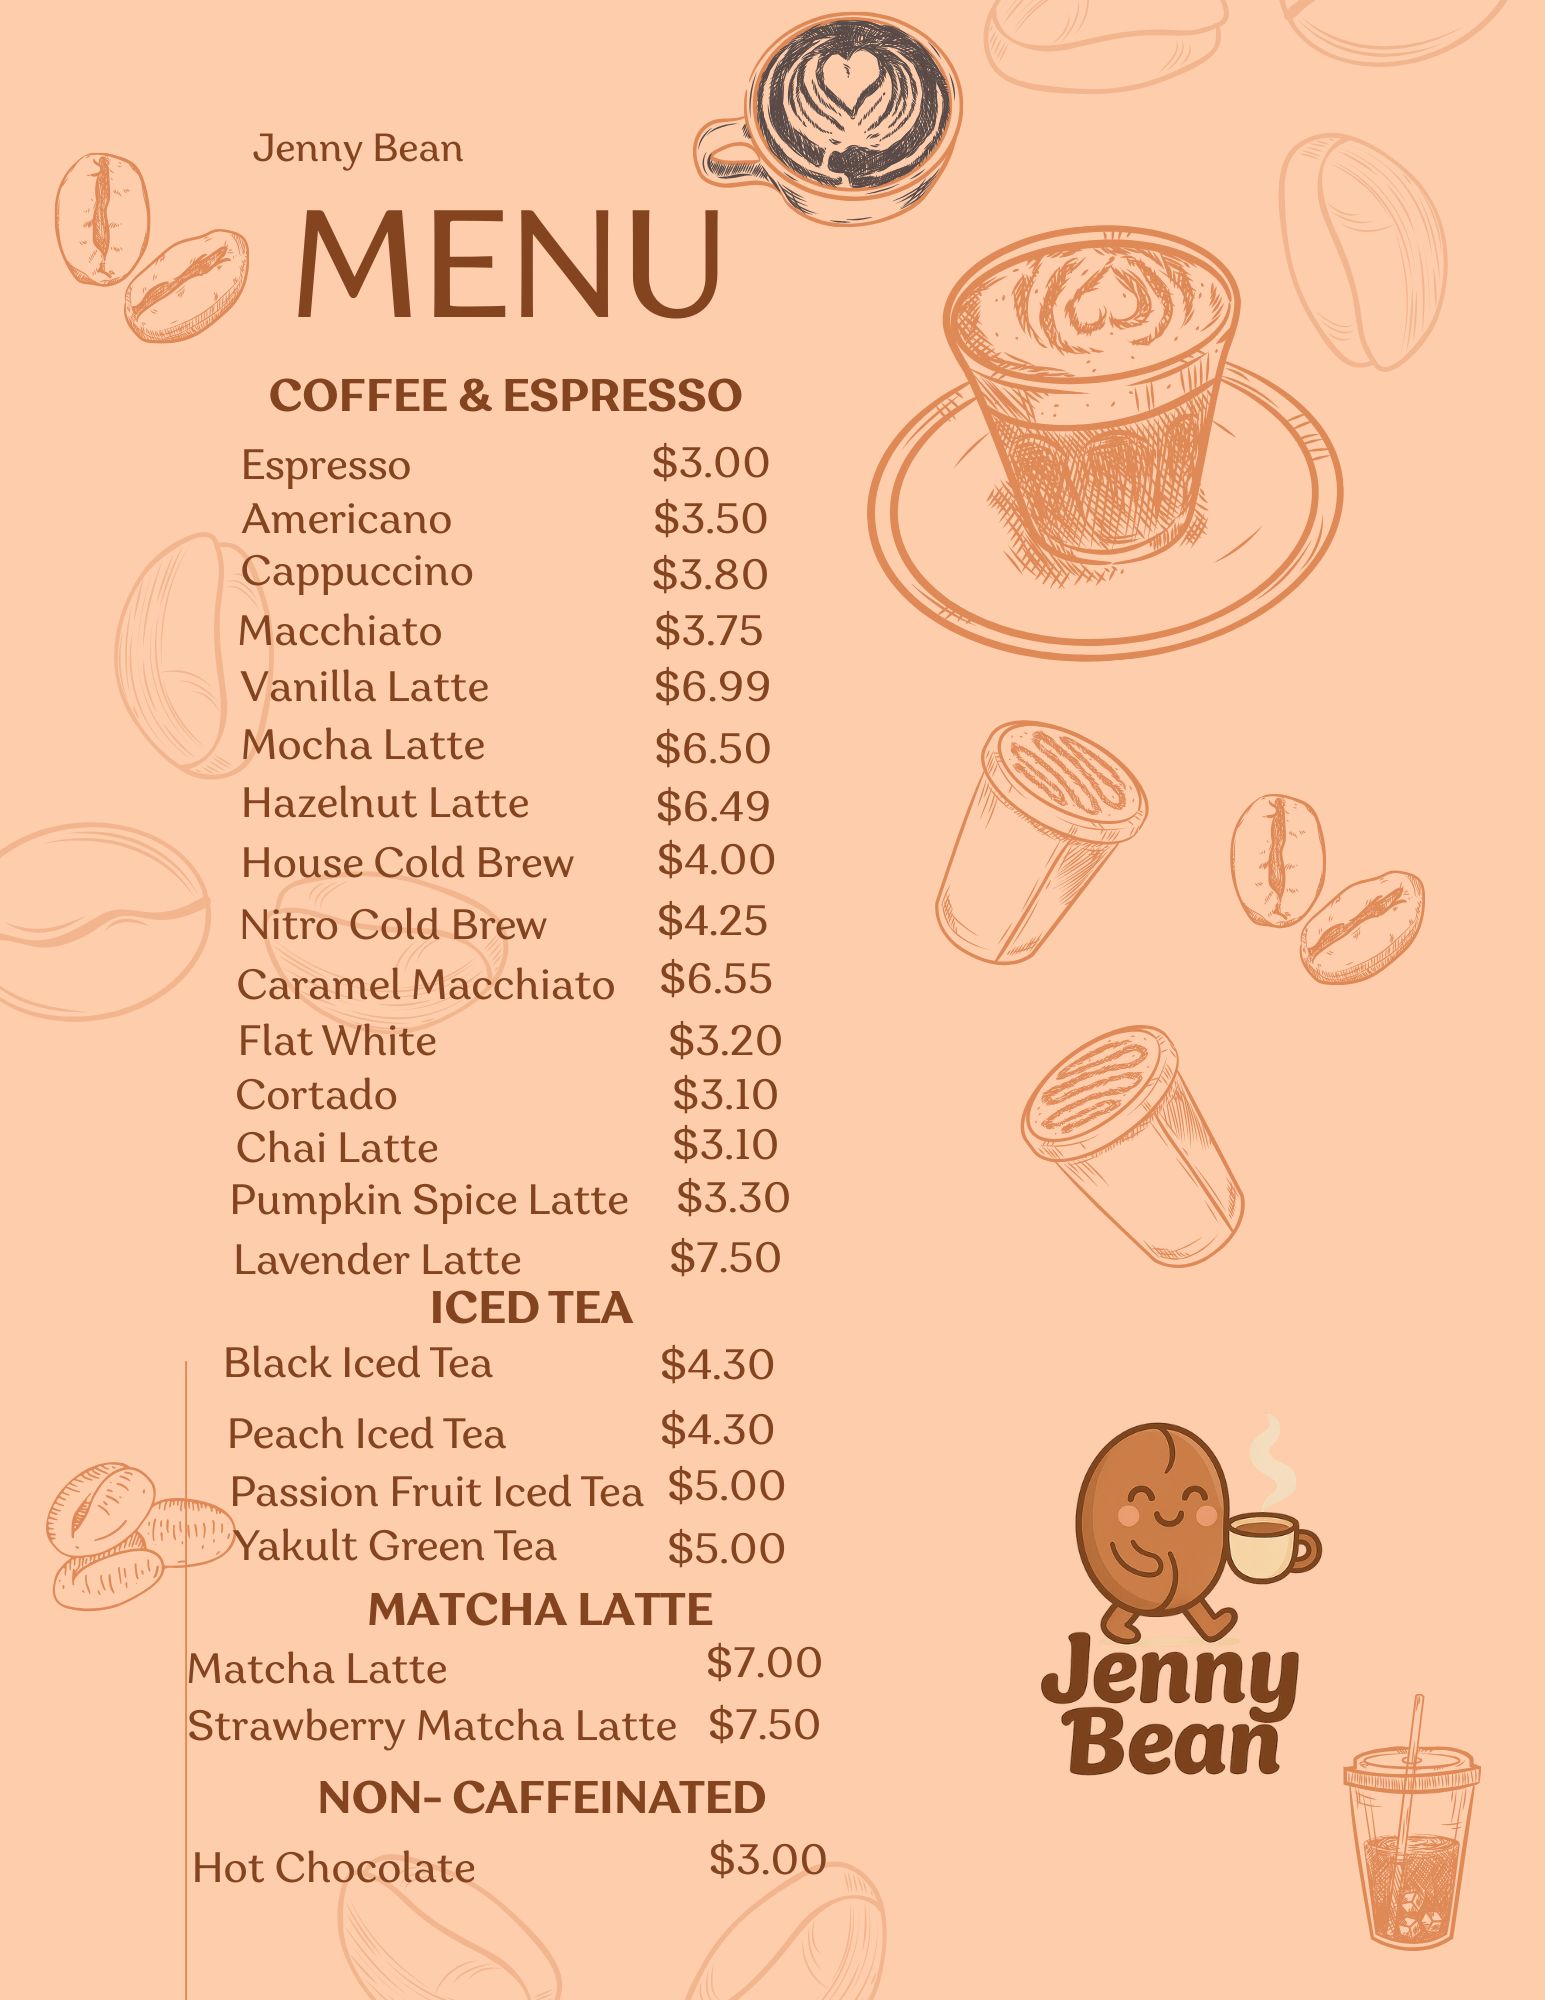 Jenny Bean
MENU
COFFEE & ESPRESSO
Espresso $3.00
Americano $3.50
Cappuccino $3.80
Macchiato $3.75
Vanilla Latte $6.99
Mocha Latte $6.50
Hazelnut Latte $6.49
House Cold Brew $4.00
Nitro Cold Brew $4.25
Caramel Macchiato $6.55
Flat White $3.20
Cortado $3.10
Chai Latte $3.10
Pumpkin Spice Latte $3.30
Lavender Latte $7.50
ICED TEA
Black Iced Tea $4.30
Peach Iced Tea $4.30
Passion Fruit Iced Tea $5.00
Yakult Green Tea $5.00
MATCHA LATTE
Matcha Latte $7.00
Strawberry Matcha Latte $7.50
NON- CAFFEINATED
Hot Chocolate $3.00
Jenny
Bean